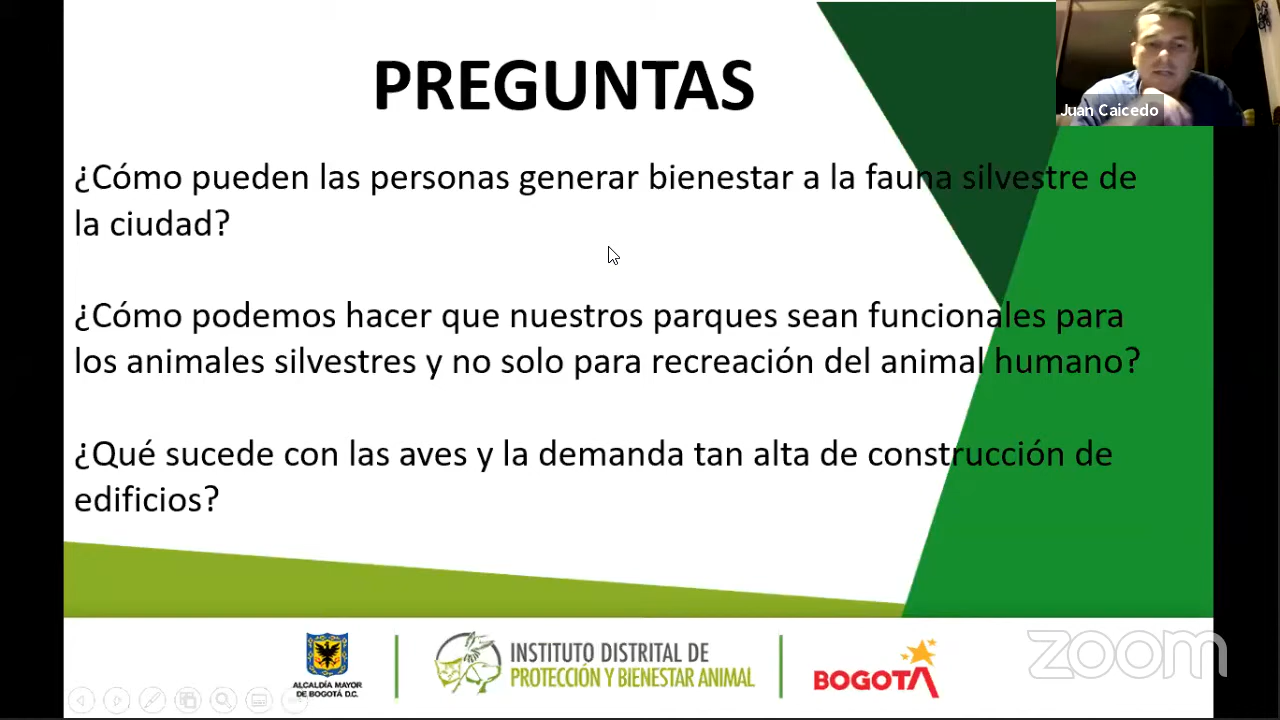 PREGUNTAS
Juan Caicedo
¿Cómo pueden las personas generar bienestar a la fauna silvestre de
la ciudad?
¿Cómo podemos hacer que nuestros parques sean funcionales para
los animales silvestres y no solo para recreación del animal humano?
¿Qué sucede con las aves y la demanda tan alta de construcción de
edificios?
ALCALDÍA MAYOR
DE BOGOTÁ D.C.
INSTITUTO DISTRITAL DE
PROTECCIÓN Y BIENESTAR ANIMAL
BOGOTÁ
zoom